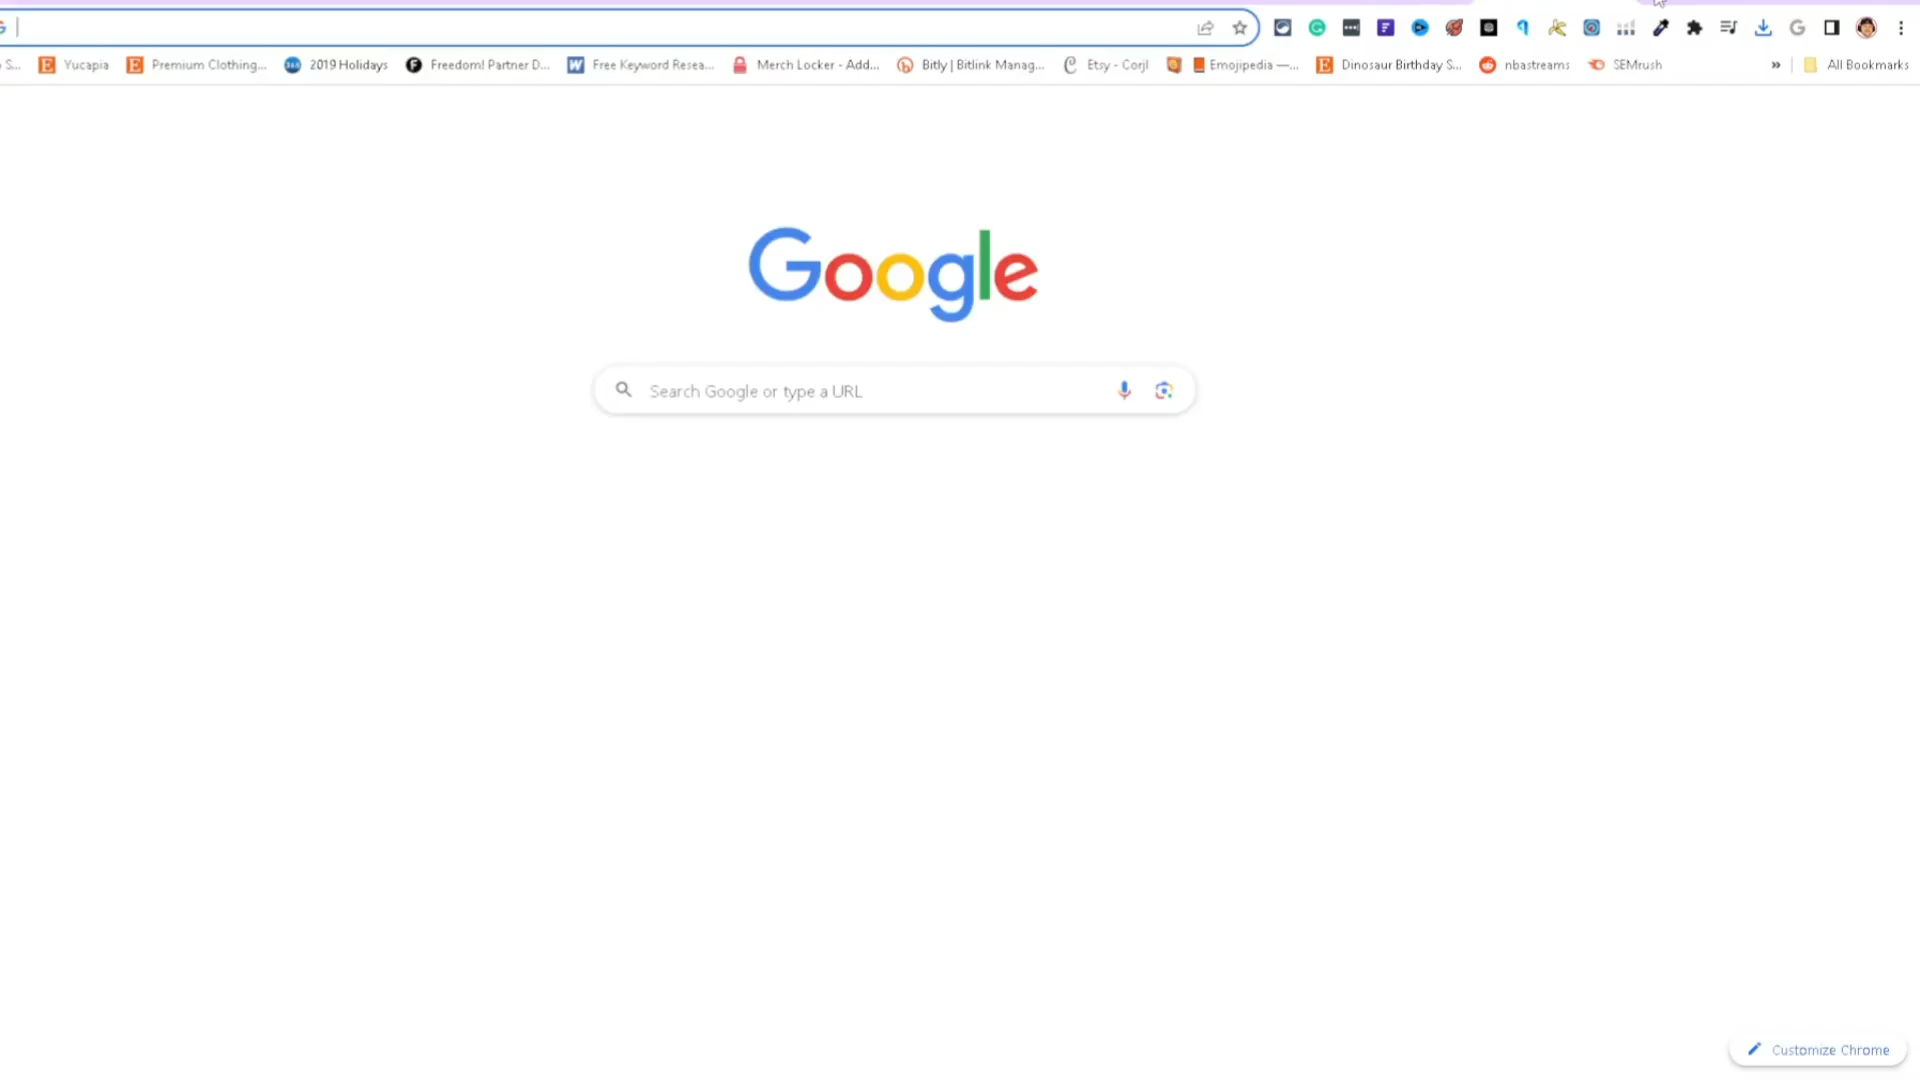 S... Yucapia Premium Clothing... 2019 Holidays Freedom! Partner D... Free Keyword Resea... Merch Locker - Add... Bitly | Bitlink Manag... Etsy - Corjl Emojipedia —... Dinosaur Birthday S... nbastreams SEMrush » All Bookmarks
Google
Search Google or type a URL
Customize Chrome